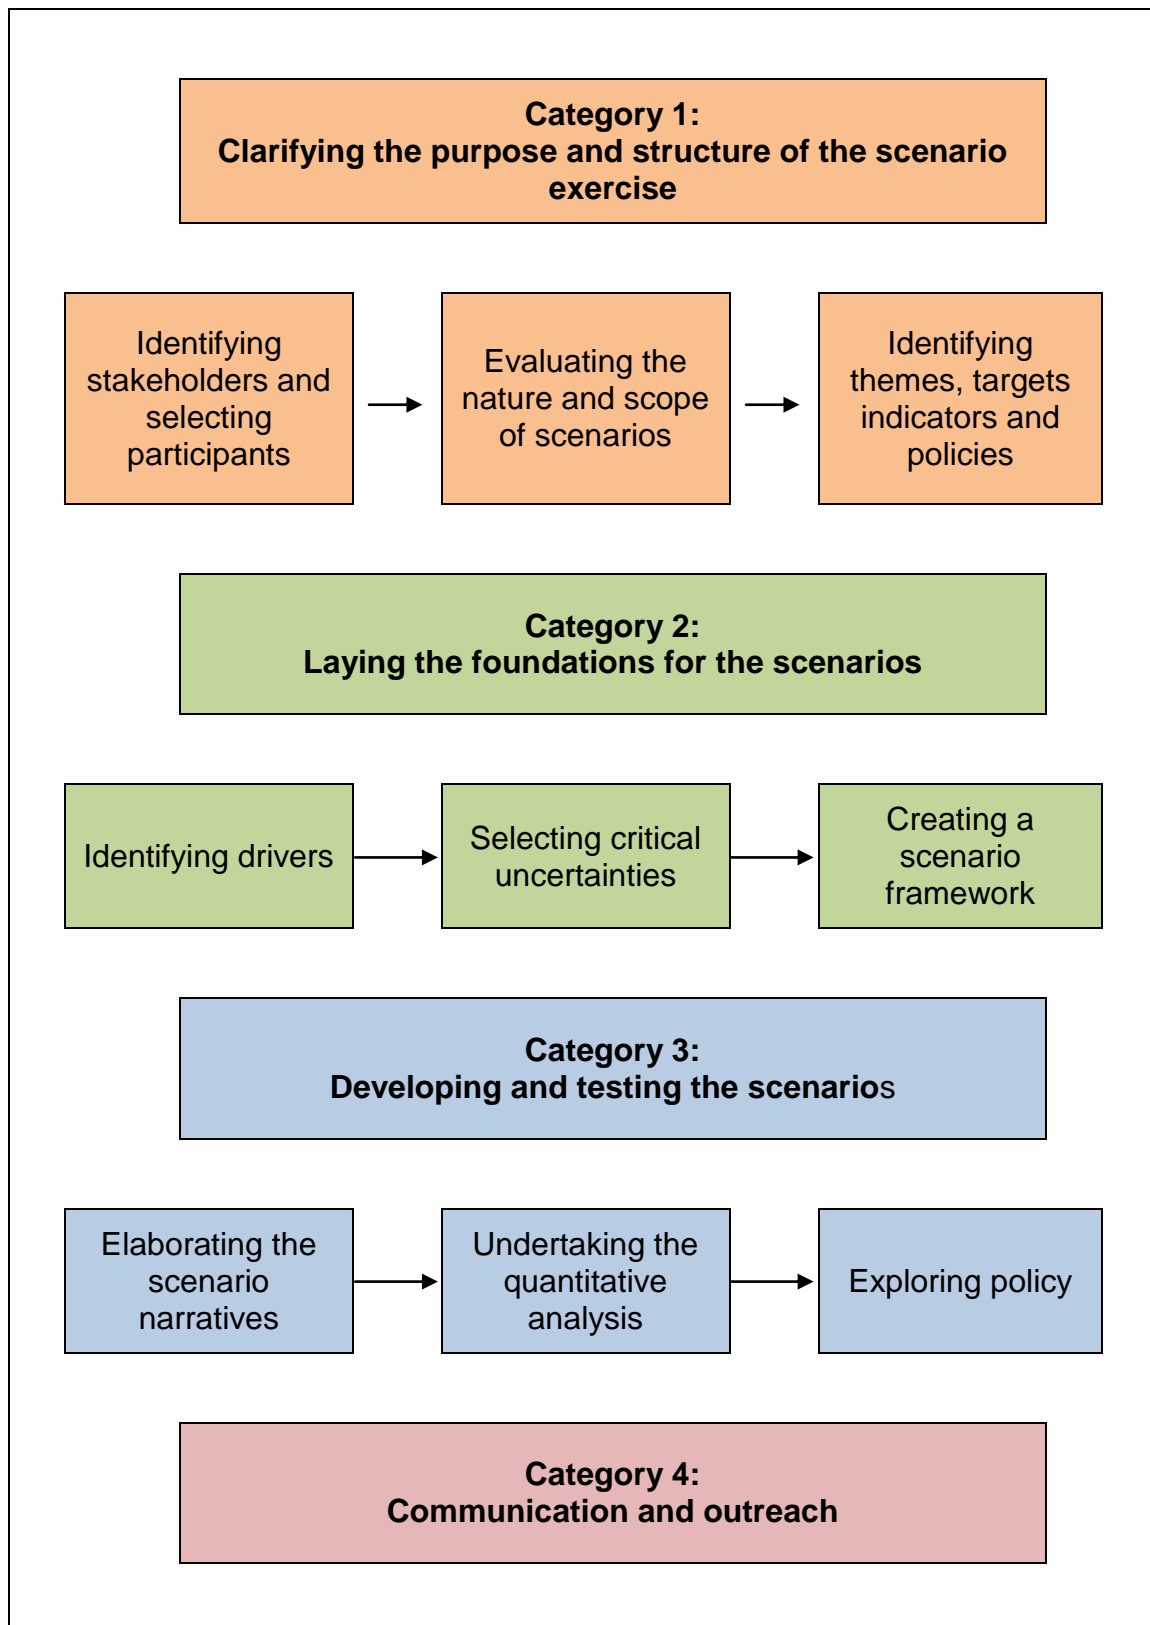 Category 1:
Clarifying the purpose and structure of the scenario
exercise
Identifying
stakeholders and
selecting
participants
Evaluating the
nature and scope
of scenarios
Identifying
themes, targets
indicators and
policies
Category 2:
Laying the foundations for the scenarios
Identifying drivers
Selecting critical
uncertainties
Creating a
scenario
framework
Category 3:
Developing and testing the scenarios
Elaborating the
scenario
narratives
Undertaking the
quantitative
analysis
Exploring policy
Category 4:
Communication and outreach